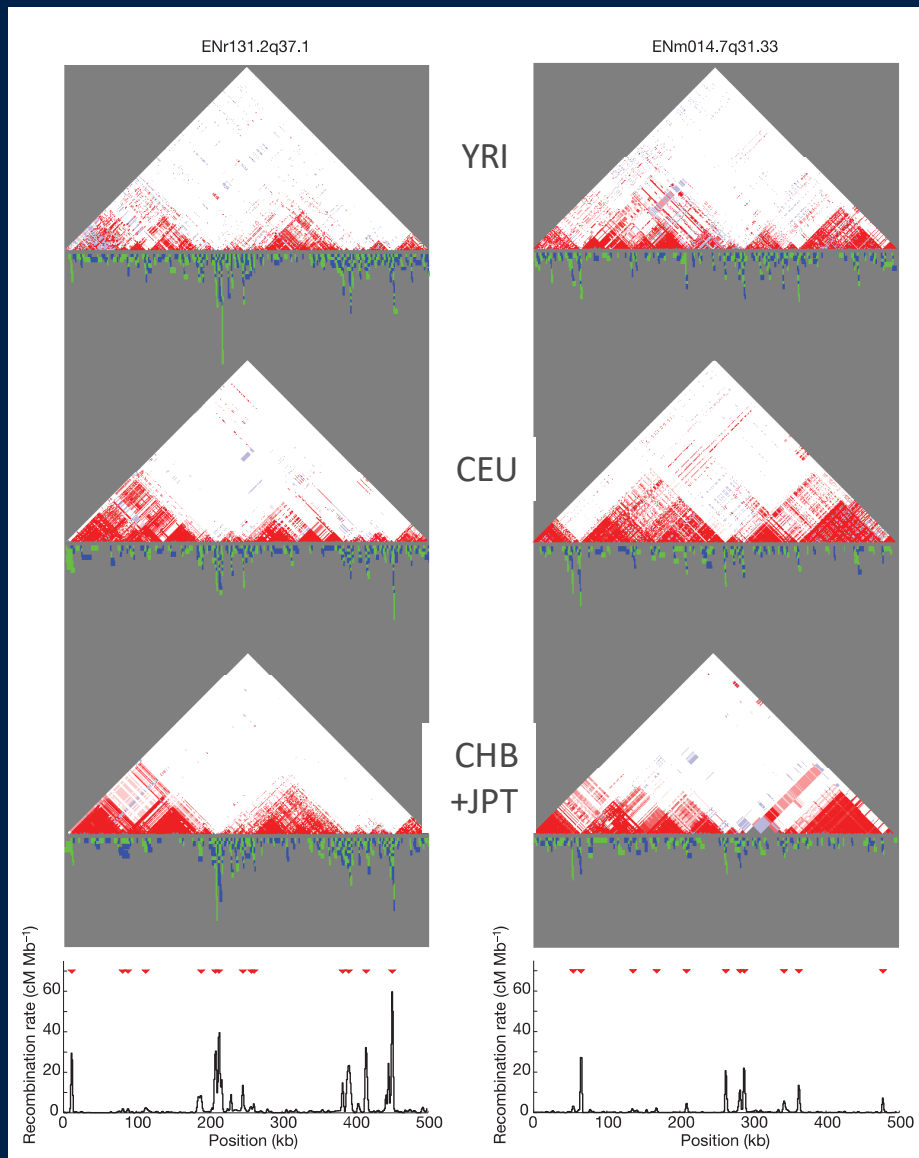 ENr131.2q37.1
ENm014.7q31.33
YRI
CEU
CHB
+JPT
Recombination rate (cM Mb⁻¹)
60
40
20
0
0
100
200
300
400
500
Position (kb)
Recombination rate (cM Mb⁻¹)
60
40
20
0
0
100
200
300
400
500
Position (kb)